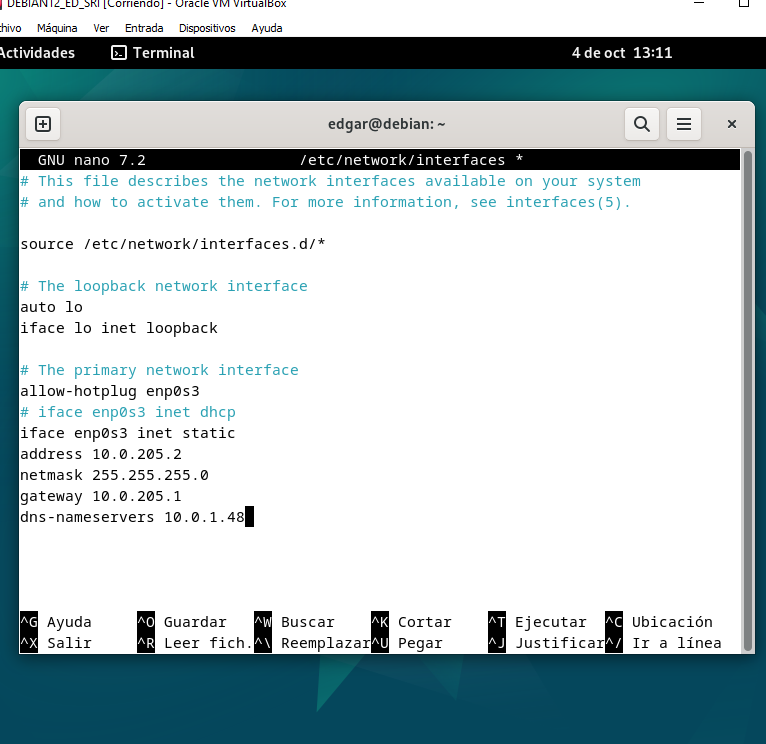 DEBIAN12_ED_SRI [Corriendo] - Oracle VM VirtualBox
Máquina Ver Entrada Dispositivos Ayuda
Actividades Terminal 4 de oct 13:11
edgar@debian: ~
GNU nano 7.2 /etc/network/interfaces *
# This file describes the network interfaces available on your system
# and how to activate them. For more information, see interfaces(5).
source /etc/network/interfaces.d/*
# The loopback network interface
auto lo
iface lo inet loopback
# The primary network interface
allow-hotplug enp0s3
# iface enp0s3 inet dhcp
iface enp0s3 inet static
address 10.0.205.2
netmask 255.255.255.0
gateway 10.0.205.1
dns-nameservers 10.0.1.48
^G Ayuda ^O Guardar ^W Buscar ^K Cortar ^T Ejecutar ^C Ubicación
^X Salir ^R Leer fich. ^\ Reemplazar ^U Pegar ^J Justificar ^/ Ir a línea